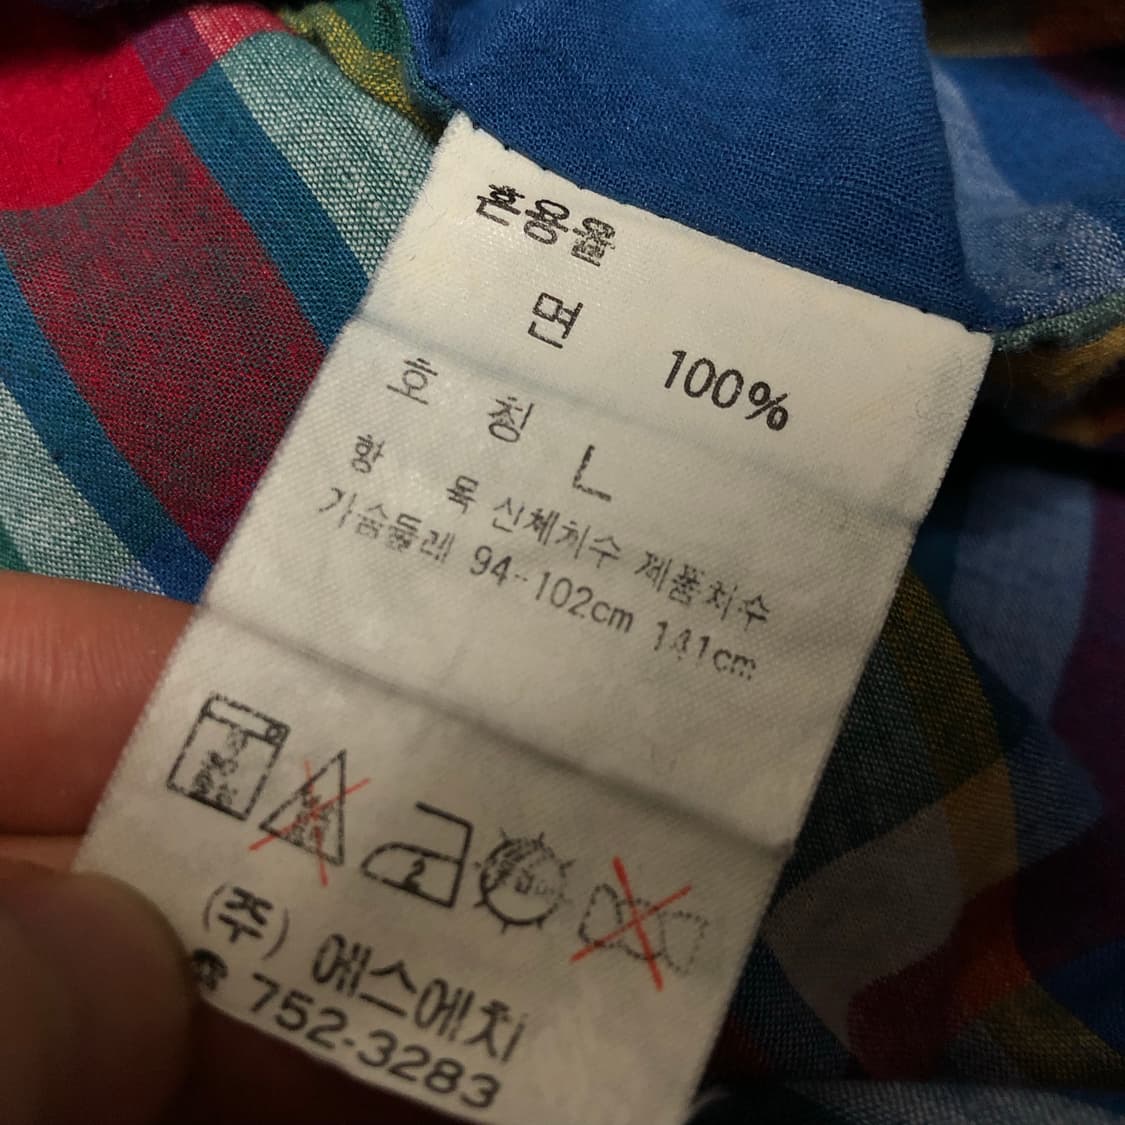 혼용율
면 100%
호 칭 L
항 목 신체치수 제품치수
가슴둘레 94-102cm 141cm
2
(주) 에스에치
☎ 752-3283